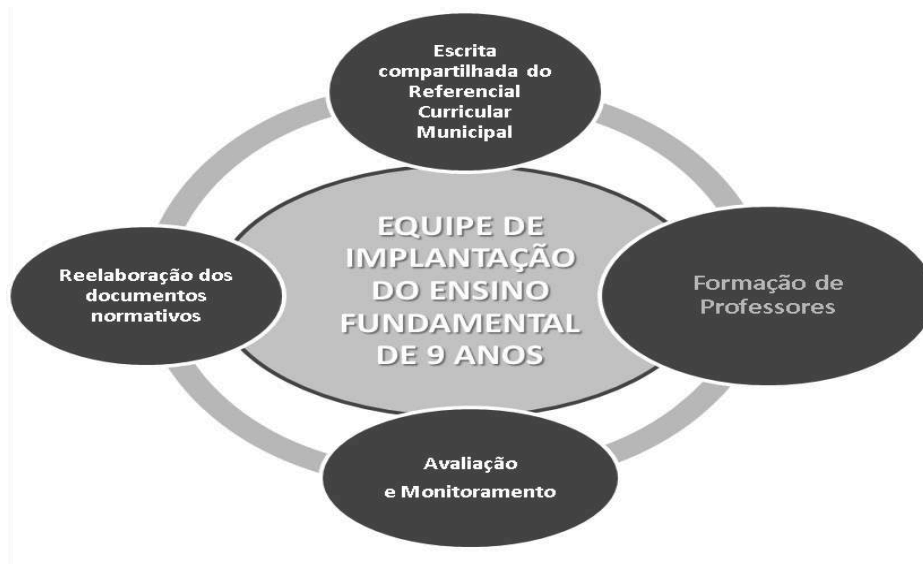 Escrita
compartilhada do
Referencial
Curricular
Municipal
EQUIPE DE
IMPLANTAÇÃO
DO ENSINO
FUNDAMENTAL
DE 9 ANOS
Reelaboração dos
documentos
normativos
Formação de
Professores
Avaliação
e Monitoramento